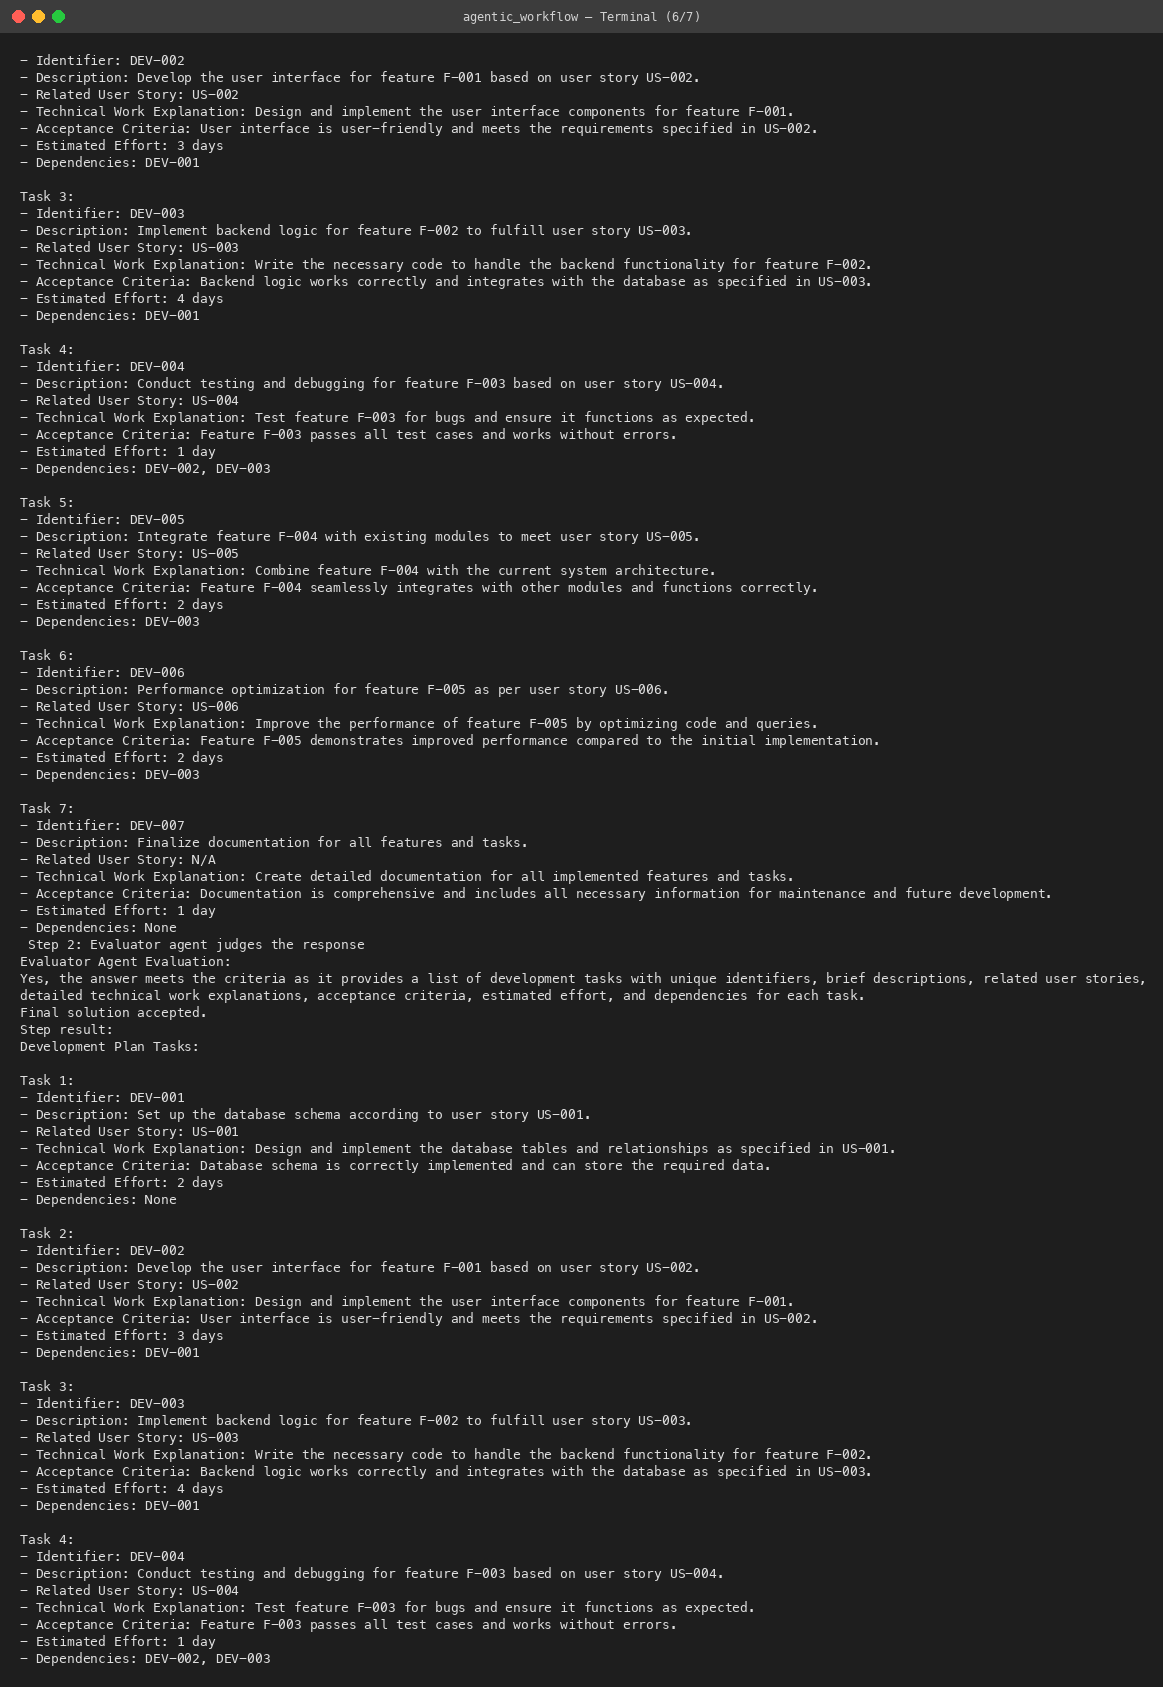 agentic_workflow — Terminal (6/7)
– Identifier: DEV–002
– Description: Develop the user interface for feature F–001 based on user story US–002.
– Related User Story: US–002
– Technical Work Explanation: Design and implement the user interface components for feature F–001.
– Acceptance Criteria: User interface is user–friendly and meets the requirements specified in US–002.
– Estimated Effort: 3 days
– Dependencies: DEV–001
Task 3:
– Identifier: DEV–003
– Description: Implement backend logic for feature F–002 to fulfill user story US–003.
– Related User Story: US–003
– Technical Work Explanation: Write the necessary code to handle the backend functionality for feature F–002.
– Acceptance Criteria: Backend logic works correctly and integrates with the database as specified in US–003.
– Estimated Effort: 4 days
– Dependencies: DEV–001
Task 4:
– Identifier: DEV–004
– Description: Conduct testing and debugging for feature F–003 based on user story US–004.
– Related User Story: US–004
– Technical Work Explanation: Test feature F–003 for bugs and ensure it functions as expected.
– Acceptance Criteria: Feature F–003 passes all test cases and works without errors.
– Estimated Effort: 1 day
– Dependencies: DEV–002, DEV–003
Task 5:
– Identifier: DEV–005
– Description: Integrate feature F–004 with existing modules to meet user story US–005.
– Related User Story: US–005
– Technical Work Explanation: Combine feature F–004 with the current system architecture.
– Acceptance Criteria: Feature F–004 seamlessly integrates with other modules and functions correctly.
– Estimated Effort: 2 days
– Dependencies: DEV–003
Task 6:
– Identifier: DEV–006
– Description: Performance optimization for feature F–005 as per user story US–006.
– Related User Story: US–006
– Technical Work Explanation: Improve the performance of feature F–005 by optimizing code and queries.
– Acceptance Criteria: Feature F–005 demonstrates improved performance compared to the initial implementation.
– Estimated Effort: 2 days
– Dependencies: DEV–003
Task 7:
– Identifier: DEV–007
– Description: Finalize documentation for all features and tasks.
– Related User Story: N/A
– Technical Work Explanation: Create detailed documentation for all implemented features and tasks.
– Acceptance Criteria: Documentation is comprehensive and includes all necessary information for maintenance and future development.
– Estimated Effort: 1 day
– Dependencies: None
Step 2: Evaluator agent judges the response
Evaluator Agent Evaluation:
Yes, the answer meets the criteria as it provides a list of development tasks with unique identifiers, brief descriptions, related user stories,
detailed technical work explanations, acceptance criteria, estimated effort, and dependencies for each task.
Final solution accepted.
Step result:
Development Plan Tasks:
Task 1:
– Identifier: DEV–001
– Description: Set up the database schema according to user story US–001.
– Related User Story: US–001
– Technical Work Explanation: Design and implement the database tables and relationships as specified in US–001.
– Acceptance Criteria: Database schema is correctly implemented and can store the required data.
– Estimated Effort: 2 days
– Dependencies: None
Task 2:
– Identifier: DEV–002
– Description: Develop the user interface for feature F–001 based on user story US–002.
– Related User Story: US–002
– Technical Work Explanation: Design and implement the user interface components for feature F–001.
– Acceptance Criteria: User interface is user–friendly and meets the requirements specified in US–002.
– Estimated Effort: 3 days
– Dependencies: DEV–001
Task 3:
– Identifier: DEV–003
– Description: Implement backend logic for feature F–002 to fulfill user story US–003.
– Related User Story: US–003
– Technical Work Explanation: Write the necessary code to handle the backend functionality for feature F–002.
– Acceptance Criteria: Backend logic works correctly and integrates with the database as specified in US–003.
– Estimated Effort: 4 days
– Dependencies: DEV–001
Task 4:
– Identifier: DEV–004
– Description: Conduct testing and debugging for feature F–003 based on user story US–004.
– Related User Story: US–004
– Technical Work Explanation: Test feature F–003 for bugs and ensure it functions as expected.
– Acceptance Criteria: Feature F–003 passes all test cases and works without errors.
– Estimated Effort: 1 day
– Dependencies: DEV–002, DEV–003